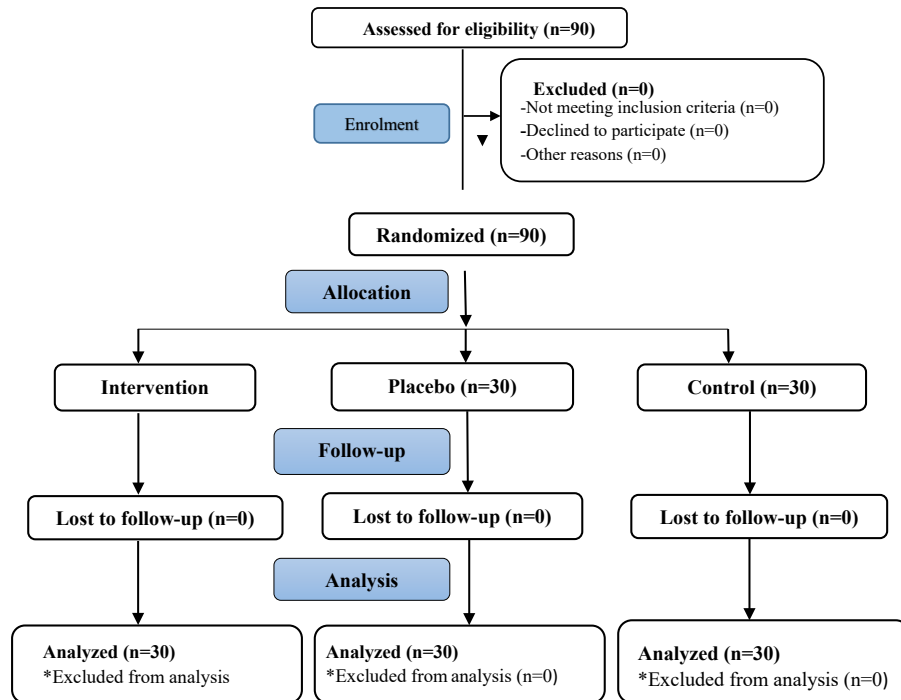 Assessed for eligibility (n=90)
Excluded (n=0)
-Not meeting inclusion criteria (n=0)
-Declined to participate (n=0)
-Other reasons (n=0)
Enrolment
Randomized (n=90)
Allocation
Intervention
Placebo (n=30)
Control (n=30)
Follow-up
Lost to follow-up (n=0)
Lost to follow-up (n=0)
Lost to follow-up (n=0)
Analysis
Analyzed (n=30)
*Excluded from analysis
Analyzed (n=30)
*Excluded from analysis (n=0)
Analyzed (n=30)
*Excluded from analysis (n=0)